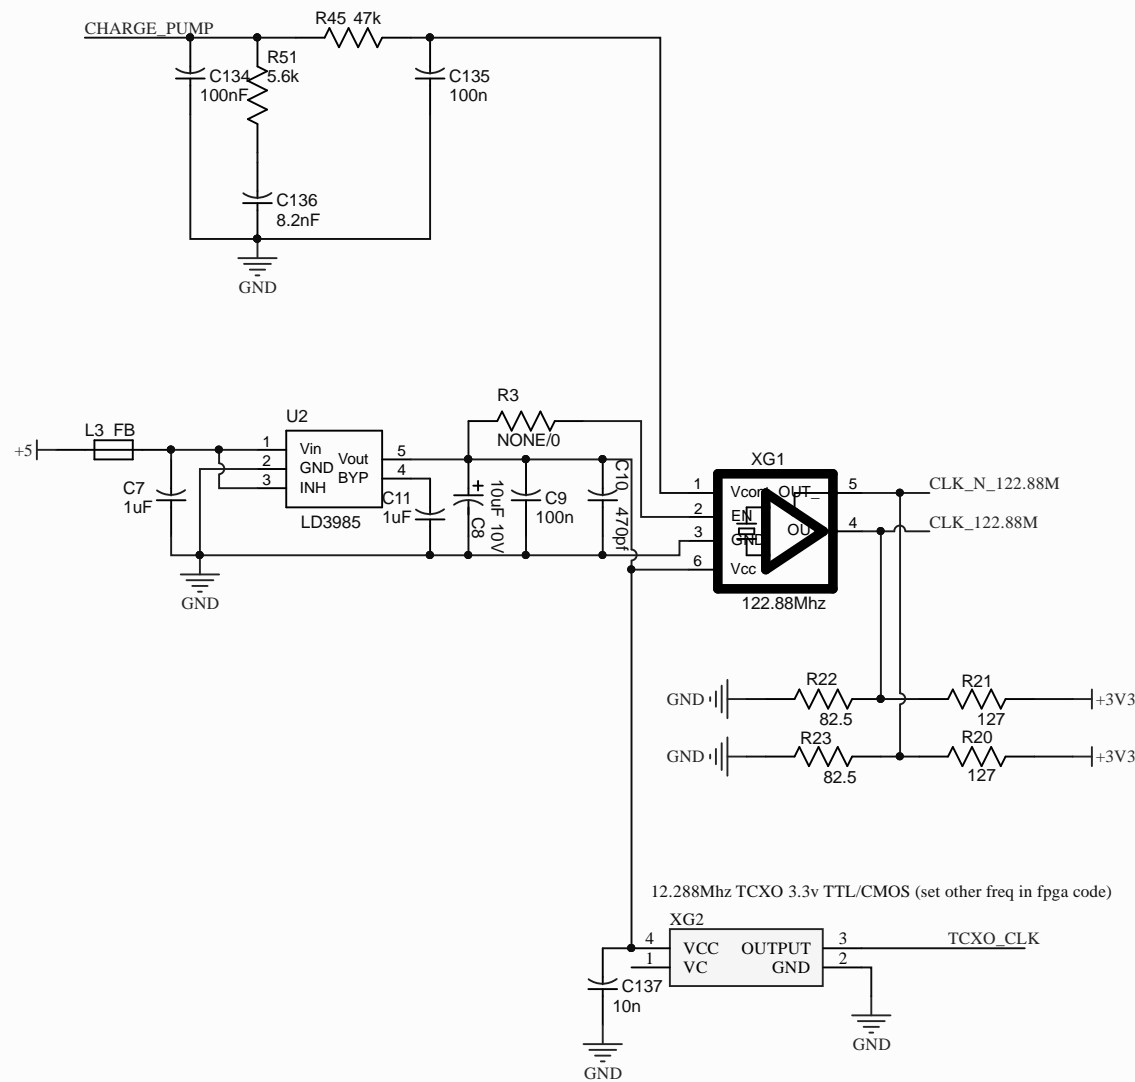 R45 47k
CHARGE_PUMP
R51
5.6k
C134
100nF
C135
100n
C136
8.2nF
GND
R3
NONE/0
U2
L3 FB
+5
1
2
3
Vin
GND
INH
Vout
BYP
5
4
LD3985
C7
1uF
C11
1uF
10uF 10V
C8
C9
100n
C10
470pf
GND
XG1
1
2
3
6
EN
GND
Vcc
OUT_
5
4
CLK_N_122.88M
CLK_122.88M
122.88Mhz
GND
R22
82.5
R21
127
+3V3
GND
R23
82.5
R20
127
+3V3
12.288Mhz TCXO 3.3v TTL/CMOS (set other freq in fpga code)
XG2
4
1
VCC
VC
OUTPUT
GND
3
2
TCXO_CLK
C137
10n
GND
GND